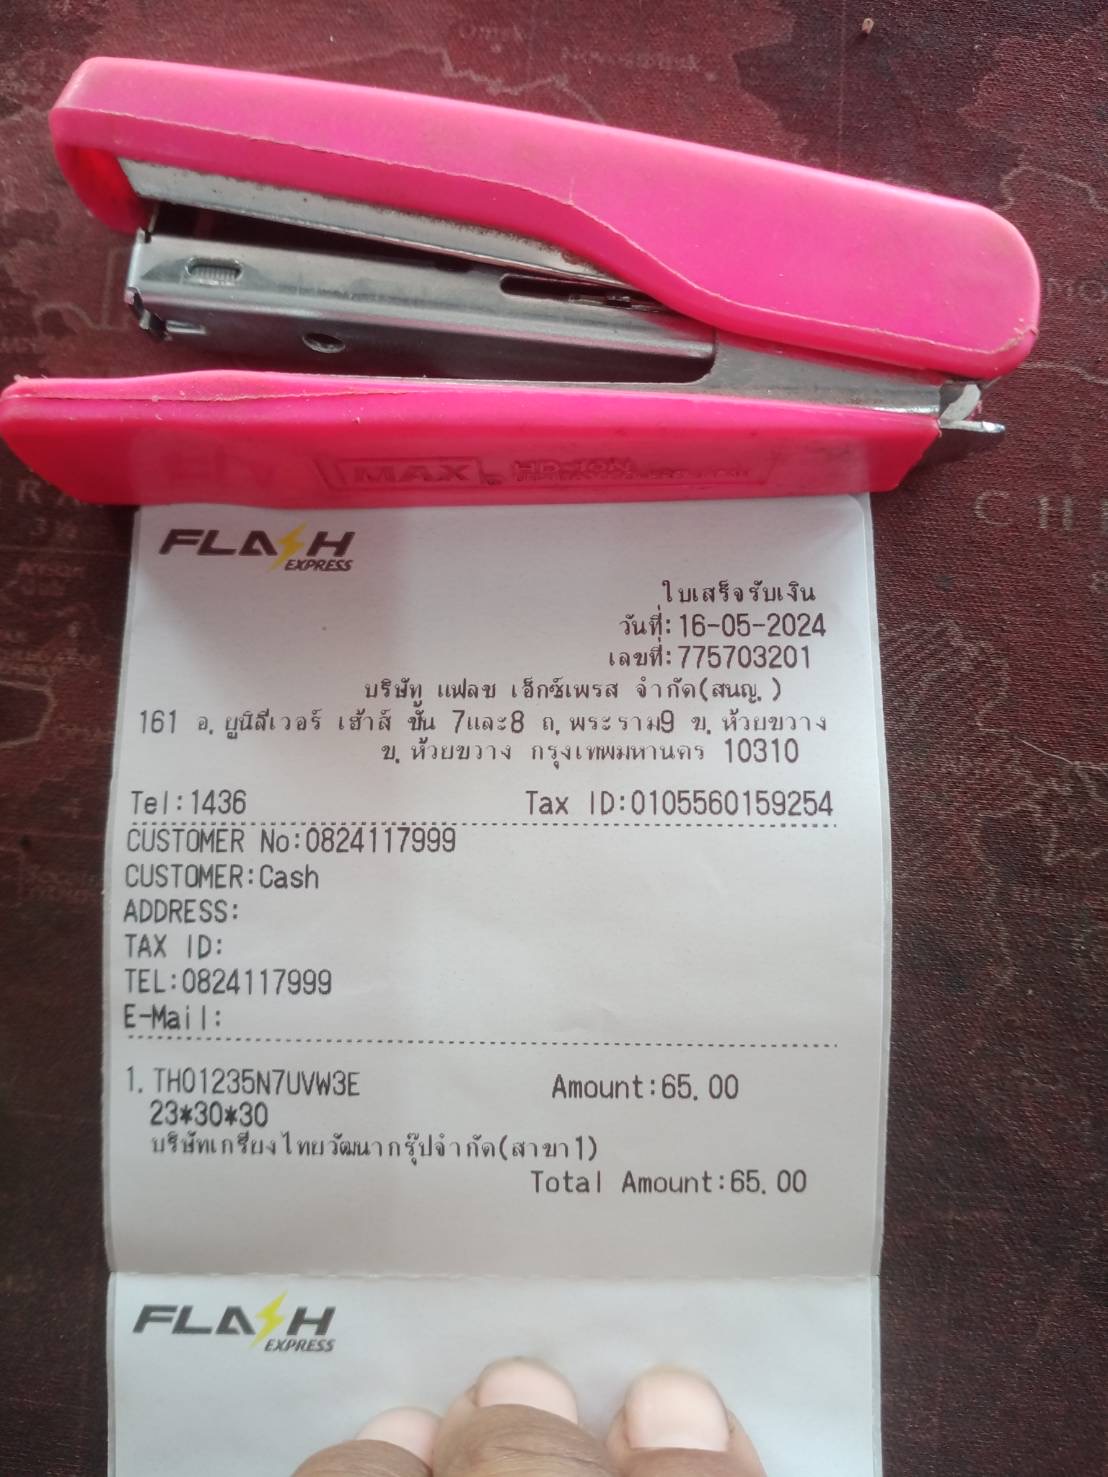 MAX HD-10N
FLASH
EXPRESS
ใบเสร็จรับเงิน
วันที่:16-05-2024
เลขที่:775703201
บริษัท แฟลช เอ็กซ์เพรส จำกัด(สนญ.)
161 อ.ยูนิลีเวอร์ เฮ้าส์ ชั้น 7และ8 ถ.พระราม9 ข.ห้วยขวาง
ข.ห้วยขวาง กรุงเทพมหานคร 10310
Tel:1436 Tax ID:0105560159254
CUSTOMER No:0824117999
CUSTOMER:Cash
ADDRESS:
TAX ID:
TEL:0824117999
E-Mail:
1.TH01235N7UVW3E Amount:65.00
23*30*30
บริษัทเกรียงไทยวัฒนากรุ๊ปจำกัด(สาขา1)
Total Amount:65.00
FLASH
EXPRESS